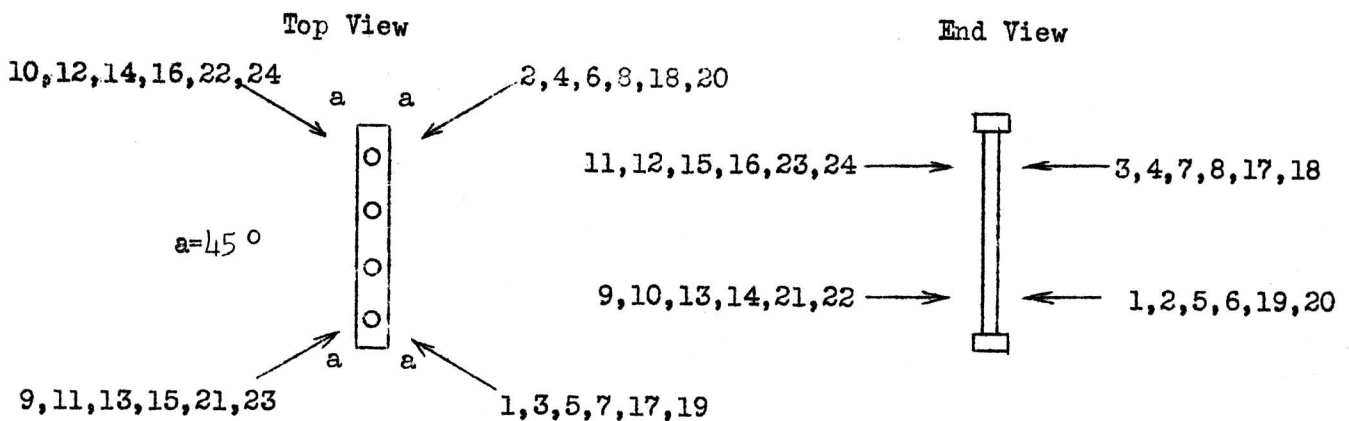 Top View
End View
10,12,14,16,22,24
2,4,6,8,18,20
a a
11,12,15,16,23,24
3,4,7,8,17,18
a=45°
9,10,13,14,21,22
1,2,5,6,19,20
a a
9,11,13,15,21,23
1,3,5,7,17,19